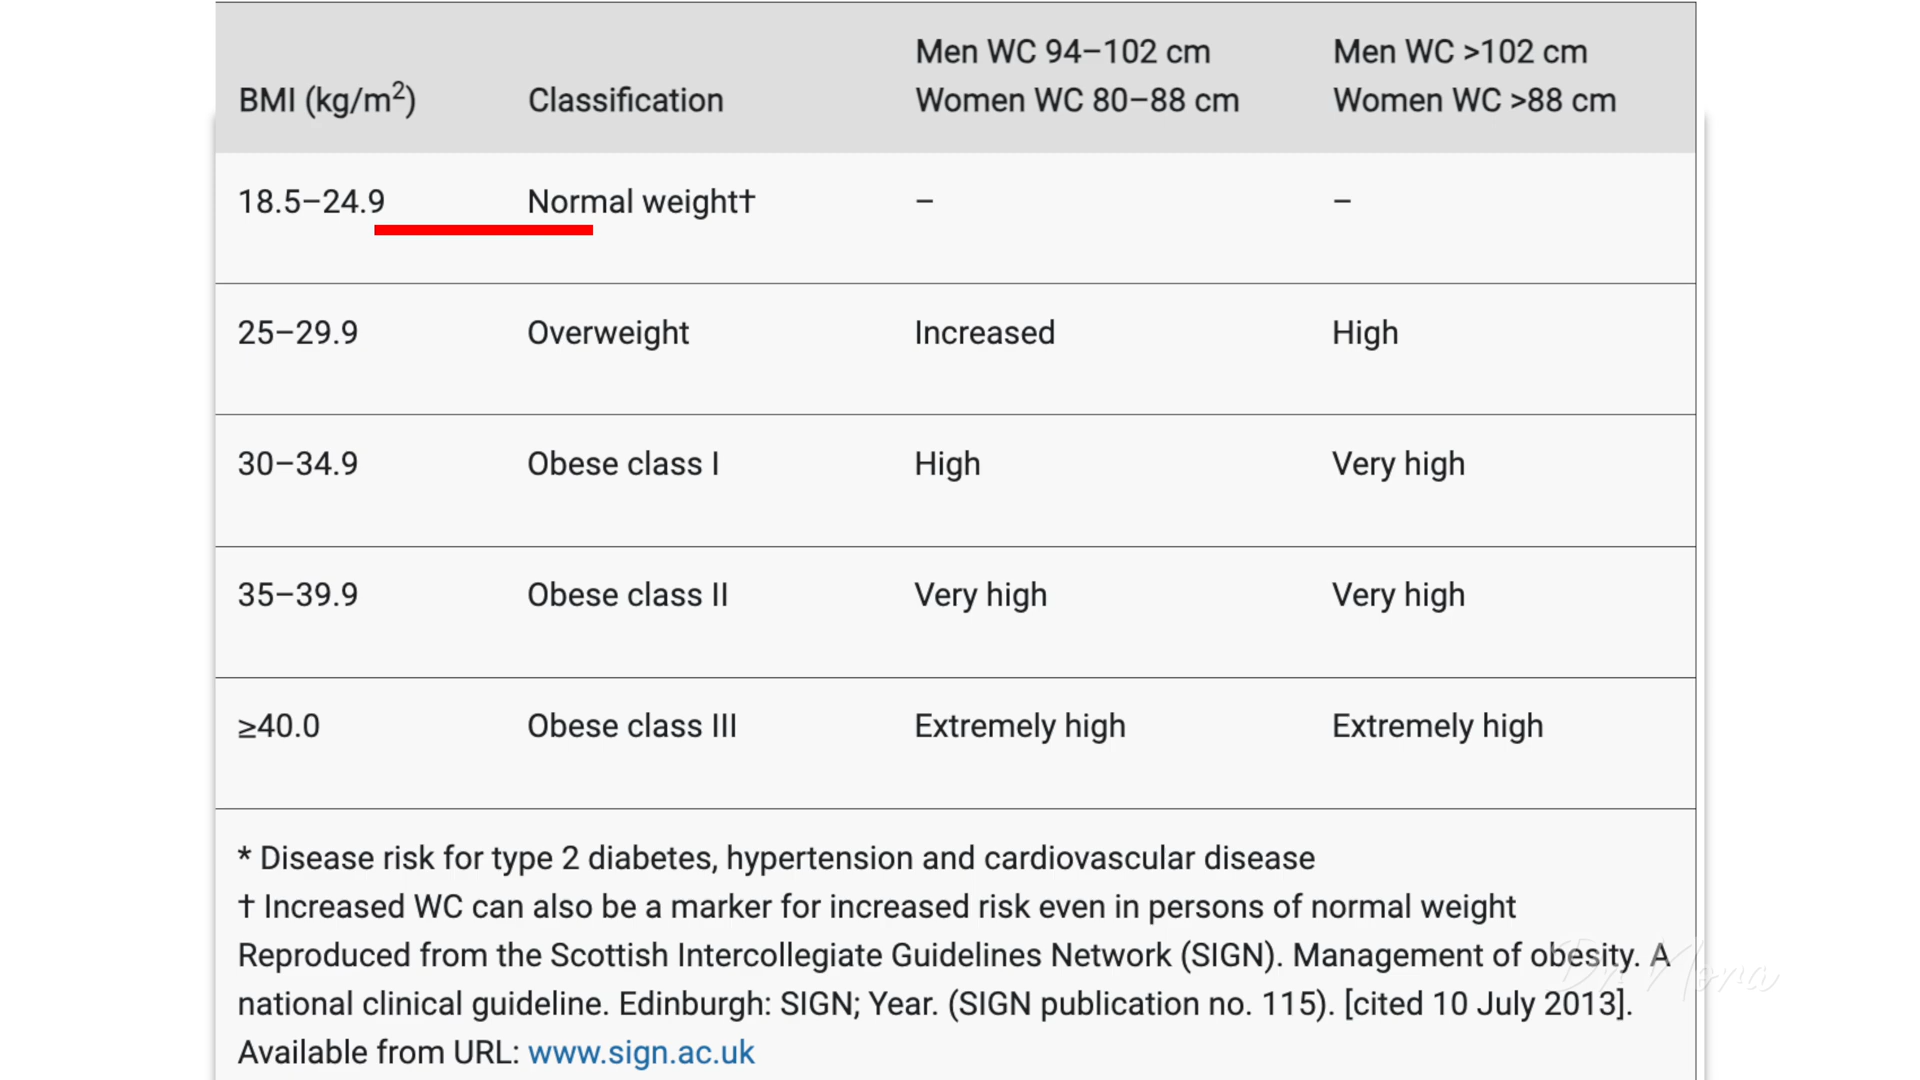 Men WC 94–102 cm Men WC >102 cm
BMI (kg/m²) Classification Women WC 80–88 cm Women WC >88 cm
18.5–24.9 Normal weight† – –
25–29.9 Overweight Increased High
30–34.9 Obese class I High Very high
35–39.9 Obese class II Very high Very high
≥40.0 Obese class III Extremely high Extremely high
* Disease risk for type 2 diabetes, hypertension and cardiovascular disease
† Increased WC can also be a marker for increased risk even in persons of normal weight
Reproduced from the Scottish Intercollegiate Guidelines Network (SIGN). Management of obesity. A
national clinical guideline. Edinburgh: SIGN; Year. (SIGN publication no. 115). [cited 10 July 2013].
Available from URL: www.sign.ac.uk
Dr Nora